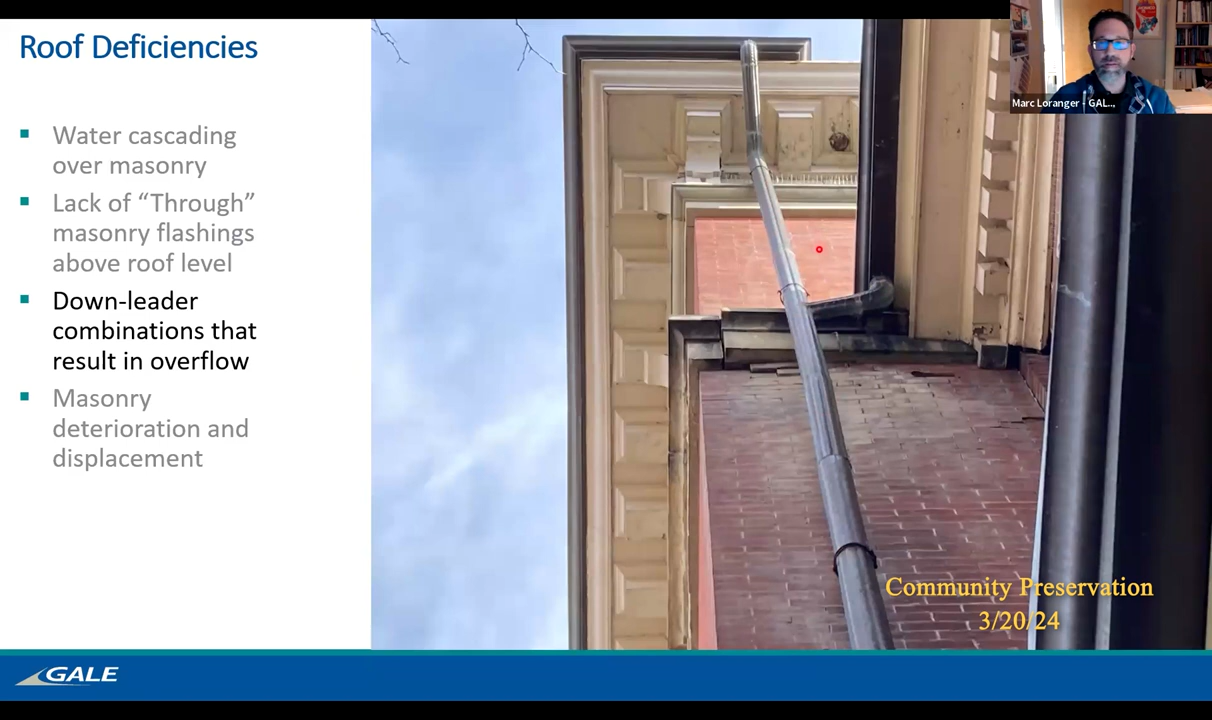 Roof Deficiencies
Water cascading
over masonry
Lack of “Through”
masonry flashings
above roof level
Down-leader
combinations that
result in overflow
Masonry
deterioration and
displacement
Marc Loranger - GAL...
Community Preservation
3/20/24
GALE